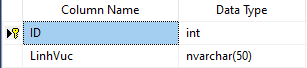 Column Name Data Type
ID int
LinhVuc nvarchar(50)